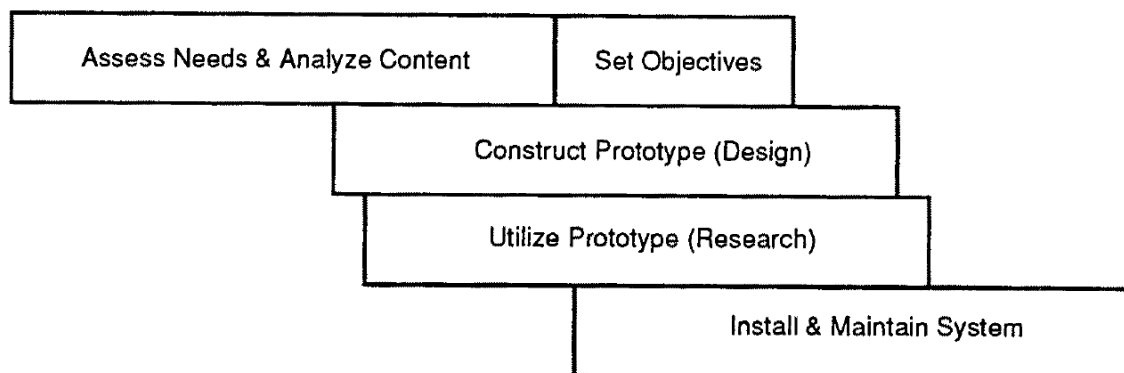 Assess Needs & Analyze Content
Set Objectives
Construct Prototype (Design)
Utilize Prototype (Research)
Install & Maintain System